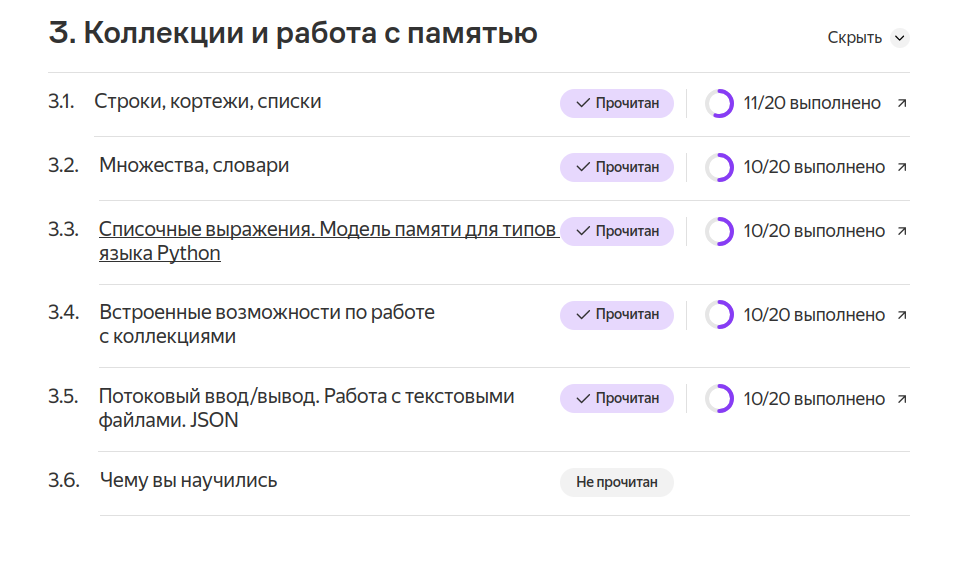 3. Коллекции и работа с памятью
Скрыть
3.1. Строки, кортежи, списки Прочитан 11/20 выполнено
3.2. Множества, словари Прочитан 10/20 выполнено
3.3. Списочные выражения. Модель памяти для типов Прочитан 10/20 выполнено
языка Python
3.4. Встроенные возможности по работе Прочитан 10/20 выполнено
с коллекциями
3.5. Потоковый ввод/вывод. Работа с текстовыми Прочитан 10/20 выполнено
файлами. JSON
3.6. Чему вы научились Не прочитан